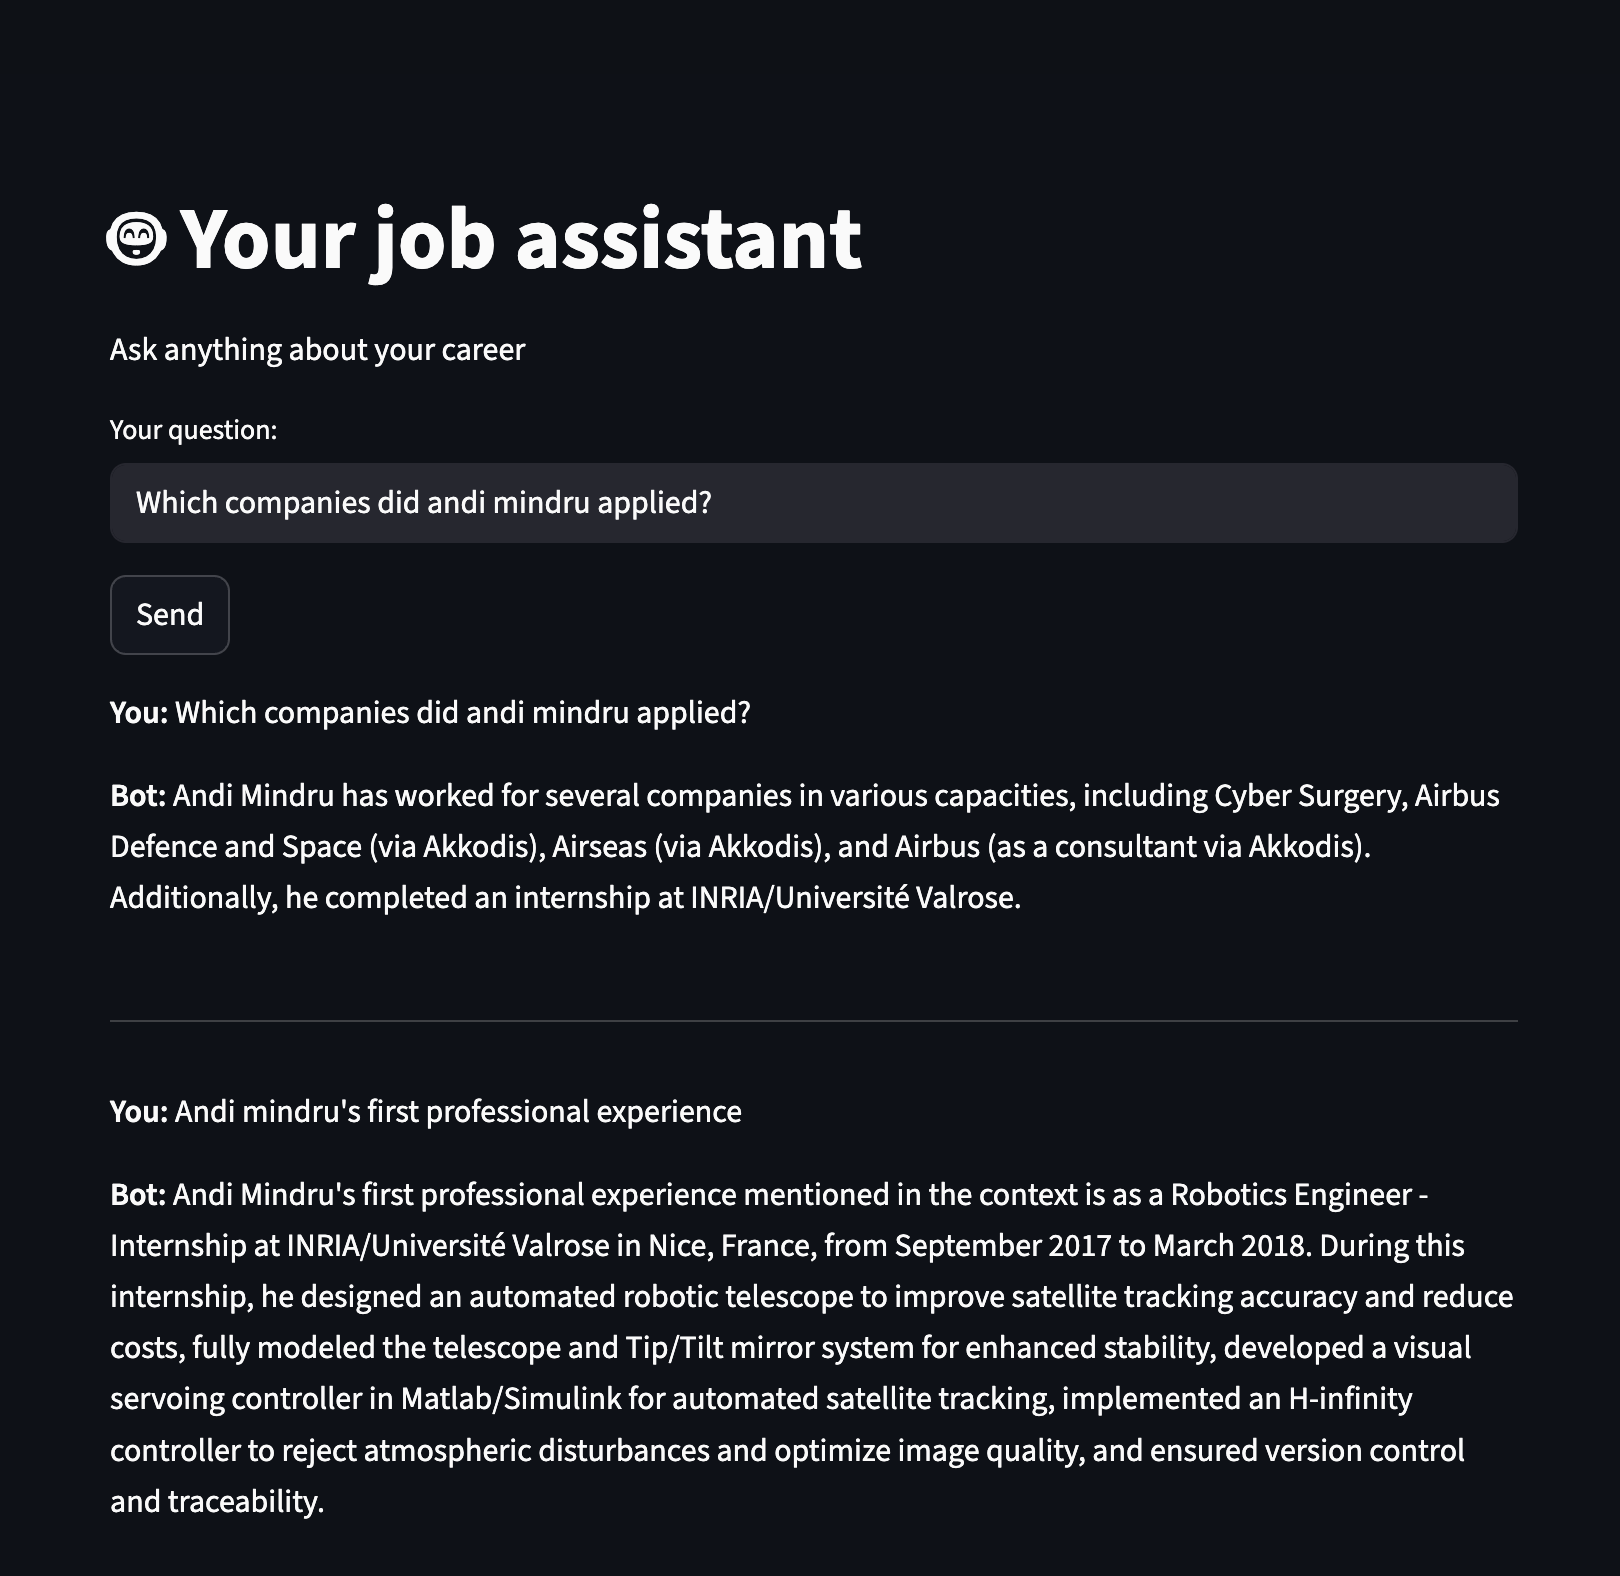 Your job assistant
Ask anything about your career
Your question:
Which companies did andi mindru applied?
Send
You: Which companies did andi mindru applied?
Bot: Andi Mindru has worked for several companies in various capacities, including Cyber Surgery, Airbus
Defence and Space (via Akkodis), Airseas (via Akkodis), and Airbus (as a consultant via Akkodis).
Additionally, he completed an internship at INRIA/Université Valrose.
You: Andi mindru's first professional experience
Bot: Andi Mindru's first professional experience mentioned in the context is as a Robotics Engineer -
Internship at INRIA/Université Valrose in Nice, France, from September 2017 to March 2018. During this
internship, he designed an automated robotic telescope to improve satellite tracking accuracy and reduce
costs, fully modeled the telescope and Tip/Tilt mirror system for enhanced stability, developed a visual
servoing controller in Matlab/Simulink for automated satellite tracking, implemented an H-infinity
controller to reject atmospheric disturbances and optimize image quality, and ensured version control
and traceability.